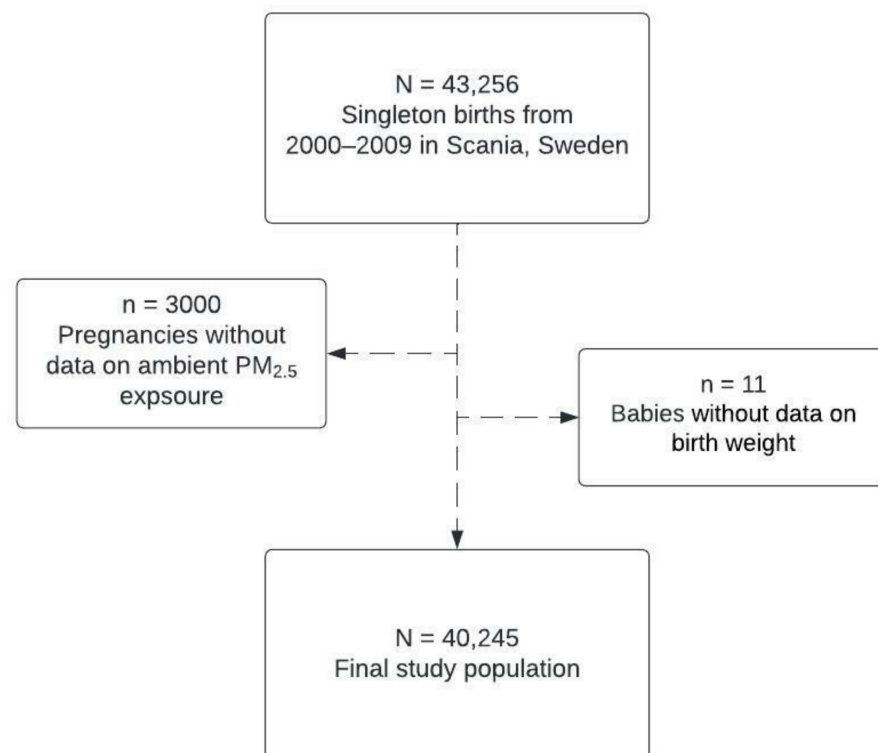 N = 43,256
Singleton births from
2000–2009 in Scania, Sweden
n = 3000
Pregnancies without
data on ambient PM₂.₅
expsoure
n = 11
Babies without data on
birth weight
N = 40,245
Final study population